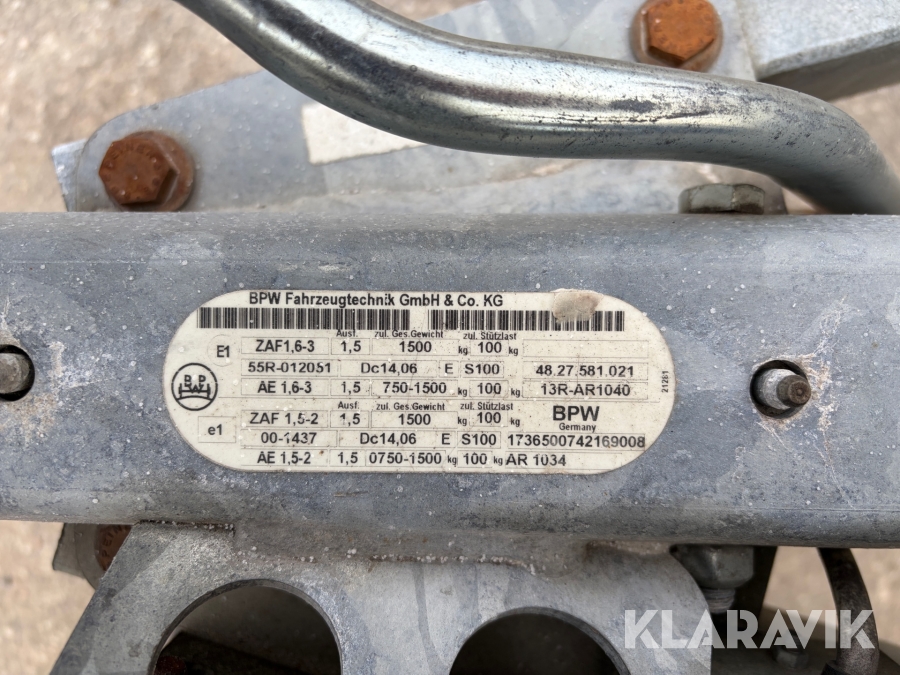 BPW Fahrzeugtechnik GmbH & Co. KG
Ausf. zul. Ges.Gewicht zul. Stützlast
E1 ZAF1,6-3 1,5 1500 kg 100 kg
55R-012051 Dc14,06 E S100 48.27.581.021
AE 1,6-3 1,5 750-1500 kg 100 kg 13R-AR1040
21281
B P W
Ausf. zul. Ges.Gewicht zul. Stützlast
ZAF 1,5-2 1,5 1500 kg 100 kg BPW
Germany
e1 00-1437 Dc14,06 E S100 1736500742169008
AE 1,5-2 1,5 0750-1500 kg 100 kg AR 1034
KLARAVIK